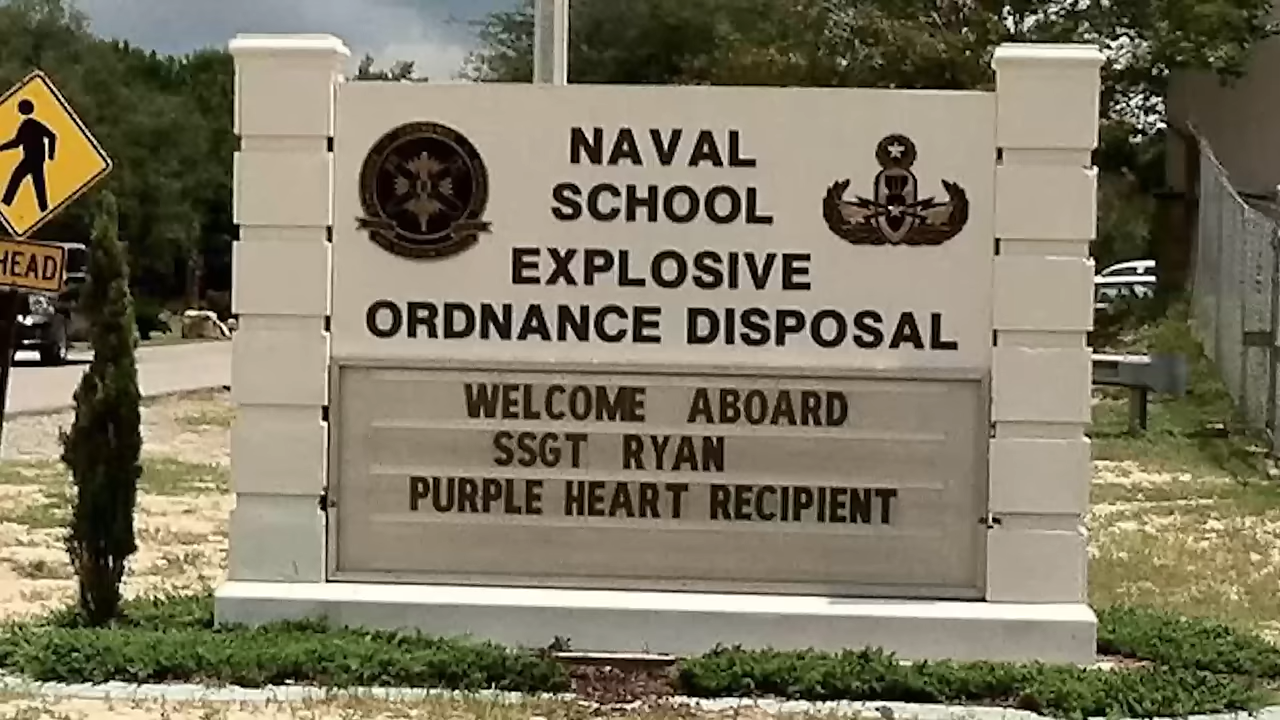 HEAD
NAVAL
SCHOOL
EXPLOSIVE
ORDNANCE DISPOSAL
WELCOME ABOARD
SSGT RYAN
PURPLE HEART RECIPIENT